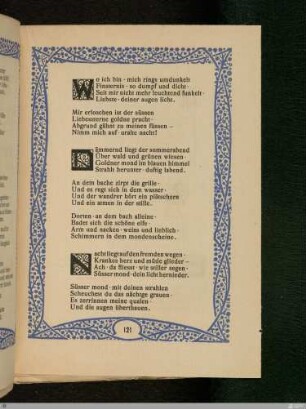 Wo ich bin · mich rings umdunkelt
Finsternis · so dumpf und dicht ·
Seit mir nicht mehr leuchtend funkelt
Liebste · deiner augen licht.
Mir erloschen ist der süssen
Liebessterne goldne pracht ·
Abgrund gähnt zu meinen füssen –
Nimm mich auf · uralte nacht!
Dämmernd liegt der sommerabend
Über wald und grünen wiesen ·
Goldner mond im blauen himmel
Strahlt herunter · duftig labend.
An dem bache zirpt die grille ·
Und es regt sich in dem wasser ·
Und der wandrer hört ein plätschern
Und ein atmen in der stille.
Dorten · an dem bach alleine ·
Badet sich die schöne elfe ·
Arm und nacken · weiss und lieblich ·
Schimmern in dem mondenscheine.
Nacht liegt auf den fremden wegen ·
Krankes herz und müde glieder –
Ach · da fliesst · wie stiller segen ·
Süsser mond · dein licht hernieder.
Süsser mond · mit deinen strahlen
Scheuchest du das nächtige grauen ·
Es zerrinnen meine qualen ·
Und die augen übertauen.
121